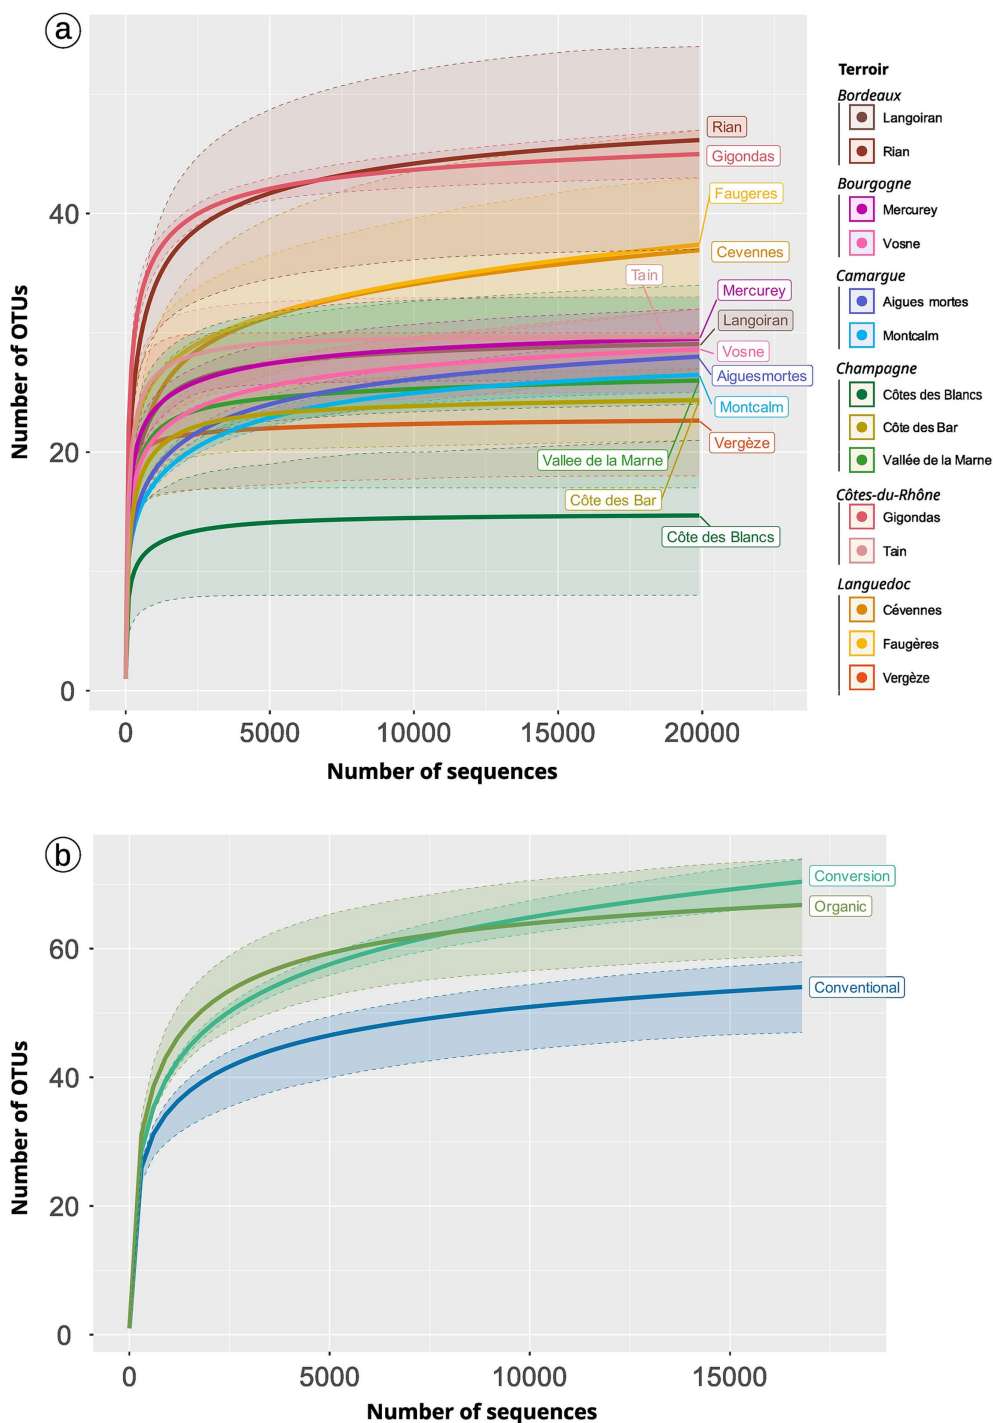 a
Number of OTUs
40
20
0
0
5000
10000
15000
20000
Number of sequences
Rian
Gigondas
Faugeres
Cevennes
Tain
Mercurey
Langoiran
Vosne
Aiguesmortes
Montcalm
Vergèze
Vallee de la Marne
Côte des Bar
Côte des Blancs
Terroir
Bordeaux
Langoiran
Rian
Bourgogne
Mercurey
Vosne
Camargue
Aigues mortes
Montcalm
Champagne
Côtes des Blancs
Côte des Bar
Vallée de la Marne
Côtes-du-Rhône
Gigondas
Tain
Languedoc
Cévennes
Faugères
Vergèze
b
Number of OTUs
60
40
20
0
0
5000
10000
15000
Number of sequences
Conversion
Organic
Conventional